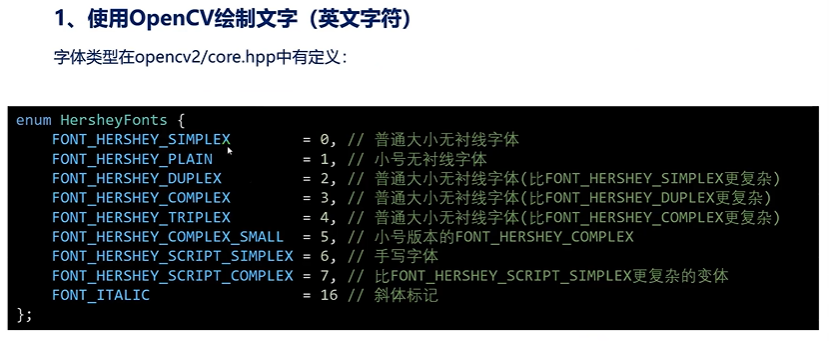 1、使用OpenCV绘制文字（英文字符）
字体类型在opencv2/core.hpp中有定义：
enum HersheyFonts {
    FONT_HERSHEY_SIMPLEX        = 0, // 普通大小无衬线字体
    FONT_HERSHEY_PLAIN          = 1, // 小号无衬线字体
    FONT_HERSHEY_DUPLEX         = 2, // 普通大小无衬线字体(比FONT_HERSHEY_SIMPLEX更复杂)
    FONT_HERSHEY_COMPLEX        = 3, // 普通大小无衬线字体(比FONT_HERSHEY_DUPLEX更复杂)
    FONT_HERSHEY_TRIPLEX        = 4, // 普通大小无衬线字体(比FONT_HERSHEY_COMPLEX更复杂)
    FONT_HERSHEY_COMPLEX_SMALL  = 5, // 小号版本的FONT_HERSHEY_COMPLEX
    FONT_HERSHEY_SCRIPT_SIMPLEX = 6, // 手写字体
    FONT_HERSHEY_SCRIPT_COMPLEX = 7, // 比FONT_HERSHEY_SCRIPT_SIMPLEX更复杂的变体
    FONT_ITALIC                 = 16 // 斜体标记
};